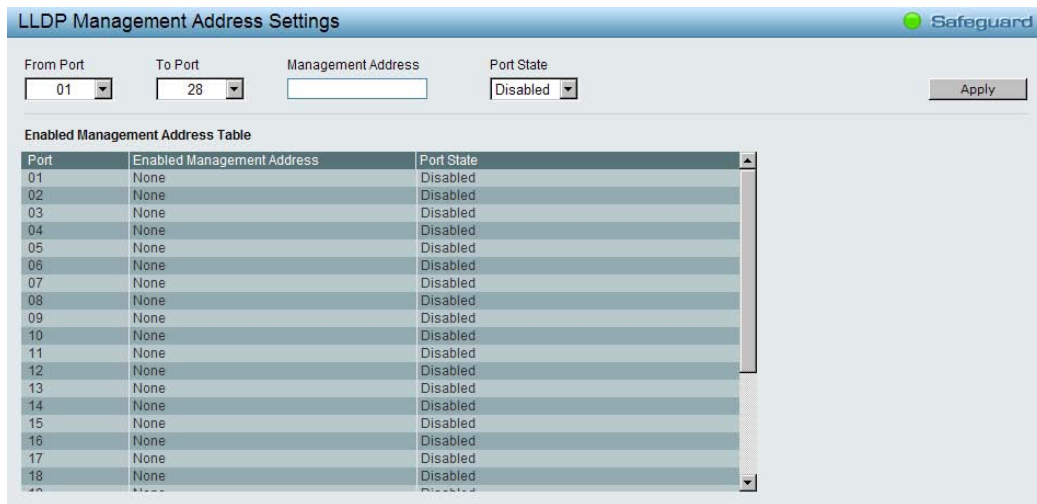 LLDP Management Address Settings
Safeguard
From Port To Port Management Address Port State
01 28 Disabled Apply
Enabled Management Address Table
Port Enabled Management Address Port State
01 None Disabled
02 None Disabled
03 None Disabled
04 None Disabled
05 None Disabled
06 None Disabled
07 None Disabled
08 None Disabled
09 None Disabled
10 None Disabled
11 None Disabled
12 None Disabled
13 None Disabled
14 None Disabled
15 None Disabled
16 None Disabled
17 None Disabled
18 None Disabled